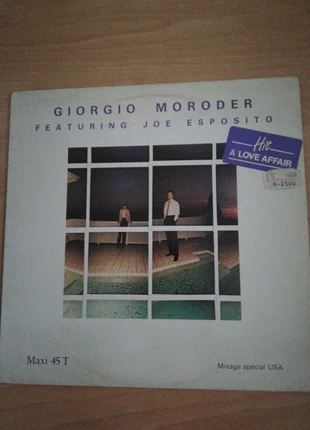 GIORGIO MORODER
FEATURING JOE ESPOSITO
Hit
A LOVE AFFAIR
Maxi 45 T
Mixage spécial USA